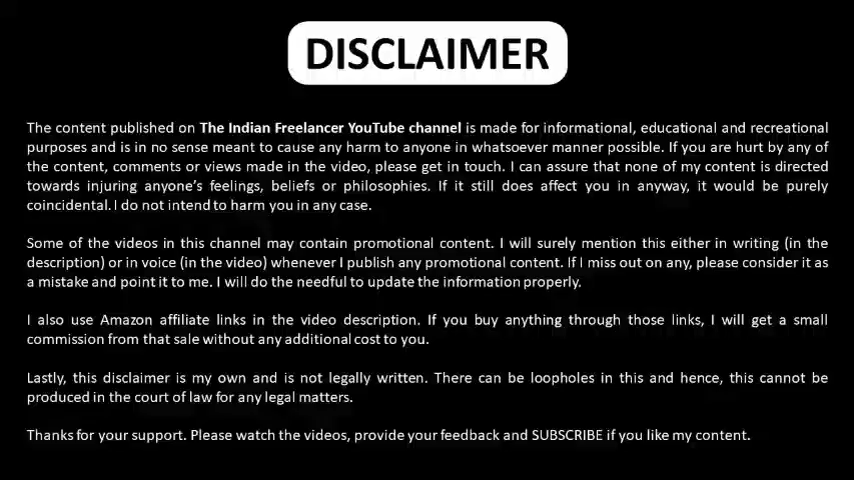 DISCLAIMER
The content published on The Indian Freelancer YouTube channel is made for informational, educational and recreational
purposes and is in no sense meant to cause any harm to anyone in whatsoever manner possible. If you are hurt by any of
the content, comments or views made in the video, please get in touch. I can assure that none of my content is directed
towards injuring anyone's feelings, beliefs or philosophies. If it still does affect you in anyway, it would be purely
coincidental. I do not intend to harm you in any case.
Some of the videos in this channel may contain promotional content. I will surely mention this either in writing (in the
description) or in voice (in the video) whenever I publish any promotional content. If I miss out on any, please consider it as
a mistake and point it to me. I will do the needful to update the information properly.
I also use Amazon affiliate links in the video description. If you buy anything through those links, I will get a small
commission from that sale without any additional cost to you.
Lastly, this disclaimer is my own and is not legally written. There can be loopholes in this and hence, this cannot be
produced in the court of law for any legal matters.
Thanks for your support. Please watch the videos, provide your feedback and SUBSCRIBE if you like my content.